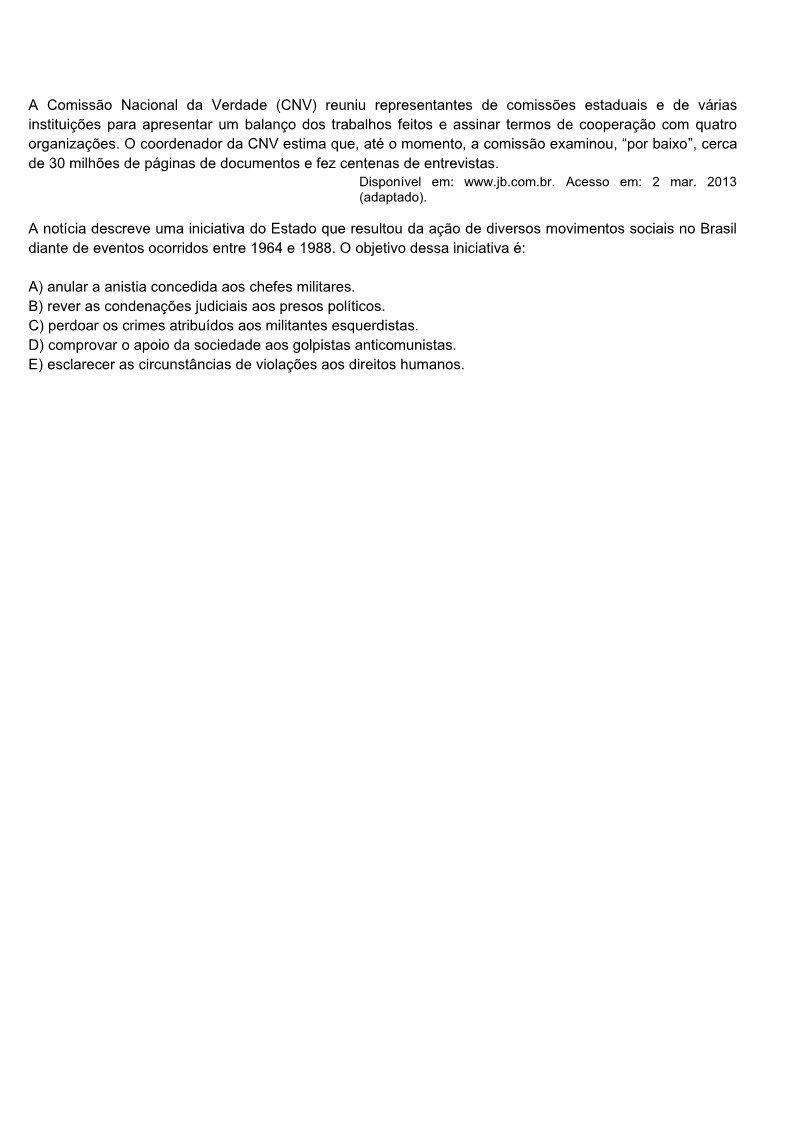 A Comissão Nacional da Verdade (CNV) reuniu representantes de comissões estaduais e de várias
instituições para apresentar um balanço dos trabalhos feitos e assinar termos de cooperação com quatro
organizações. O coordenador da CNV estima que, até o momento, a comissão examinou, “por baixo”, cerca
de 30 milhões de páginas de documentos e fez centenas de entrevistas.
Disponível em: www.jb.com.br. Acesso em: 2 mar. 2013
(adaptado).
A notícia descreve uma iniciativa do Estado que resultou da ação de diversos movimentos sociais no Brasil
diante de eventos ocorridos entre 1964 e 1988. O objetivo dessa iniciativa é:
A) anular a anistia concedida aos chefes militares.
B) rever as condenações judiciais aos presos políticos.
C) perdoar os crimes atribuídos aos militantes esquerdistas.
D) comprovar o apoio da sociedade aos golpistas anticomunistas.
E) esclarecer as circunstâncias de violações aos direitos humanos.